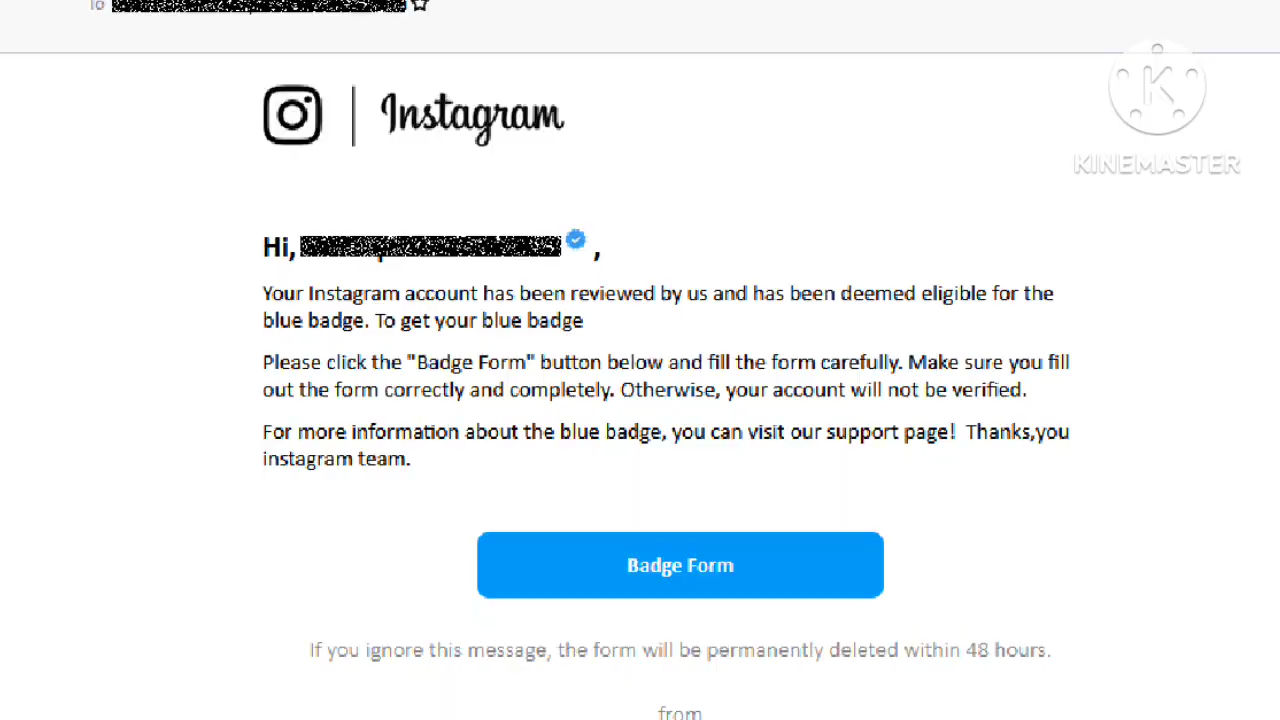 To
Instagram
KINEMASTER
Hi, ,
Your Instagram account has been reviewed by us and has been deemed eligible for the
blue badge. To get your blue badge
Please click the "Badge Form" button below and fill the form carefully. Make sure you fill
out the form correctly and completely. Otherwise, your account will not be verified.
For more information about the blue badge, you can visit our support page! Thanks,you
instagram team.
Badge Form
If you ignore this message, the form will be permanently deleted within 48 hours.
from